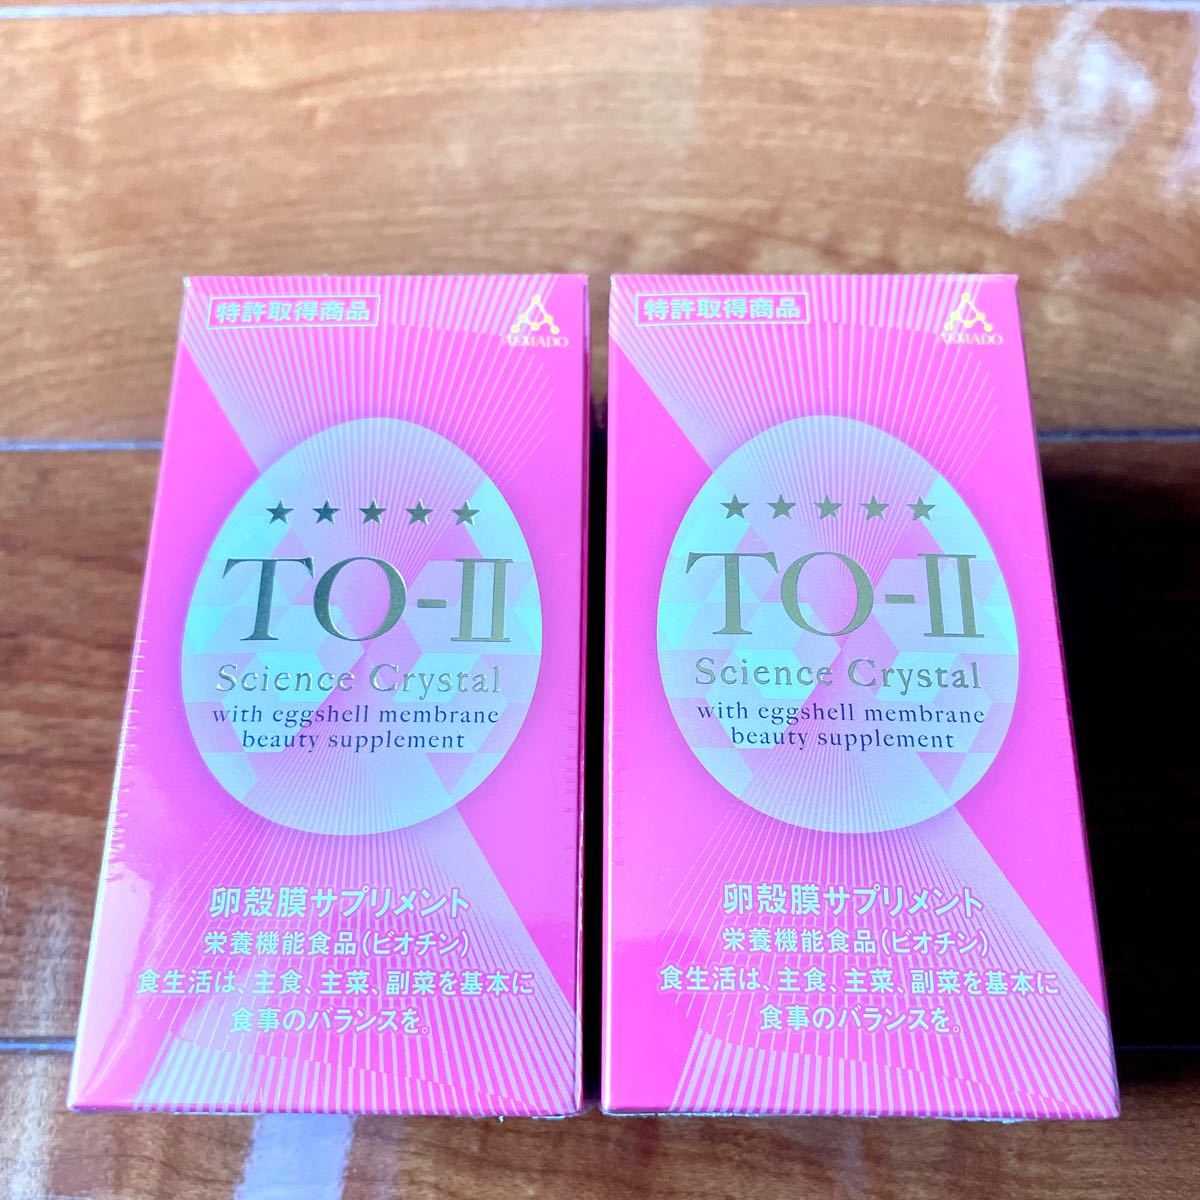 特許取得商品
ALMADO
★★★★★
TO-II
Science Crystal
with eggshell membrane
beauty supplement
卵殻膜サプリメント
栄養機能食品(ビオチン)
食生活は、主食、主菜、副菜を基本に
食事のバランスを。
特許取得商品
ALMADO
★★★★★
TO-II
Science Crystal
with eggshell membrane
beauty supplement
卵殻膜サプリメント
栄養機能食品(ビオチン)
食生活は、主食、主菜、副菜を基本に
食事のバランスを。